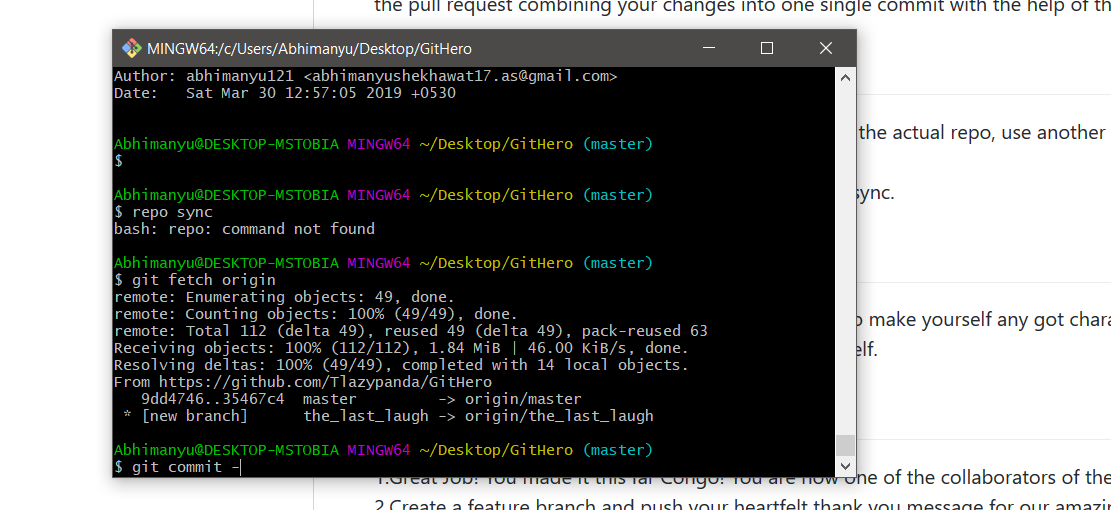 the pull request combining your changes into one single commit with the help of th
MINGW64:/c/Users/Abhimanyu/Desktop/GitHero
Author: abhimanyu121 <abhimanyushekhawat17.as@gmail.com>
Date:   Sat Mar 30 12:57:05 2019 +0530
Abhimanyu@DESKTOP-MSTOBIA MINGW64 ~/Desktop/GitHero (master)
$
Abhimanyu@DESKTOP-MSTOBIA MINGW64 ~/Desktop/GitHero (master)
$ repo sync
bash: repo: command not found
Abhimanyu@DESKTOP-MSTOBIA MINGW64 ~/Desktop/GitHero (master)
$ git fetch origin
remote: Enumerating objects: 49, done.
remote: Counting objects: 100% (49/49), done.
remote: Total 112 (delta 49), reused 49 (delta 49), pack-reused 63
Receiving objects: 100% (112/112), 1.84 MiB | 46.00 KiB/s, done.
Resolving deltas: 100% (49/49), completed with 14 local objects.
From https://github.com/Tlazypanda/GitHero
   9dd4746..35467c4  master         -> origin/master
 * [new branch]      the_last_laugh -> origin/the_last_laugh
Abhimanyu@DESKTOP-MSTOBIA MINGW64 ~/Desktop/GitHero (master)
$ git commit -
the actual repo, use another
sync.
make yourself any got chara
elf.
1.Great Job! You made it this far Congo! You are now one of the collaborators of the
2.Create a feature branch and push your heartfelt thank you message for our amazin